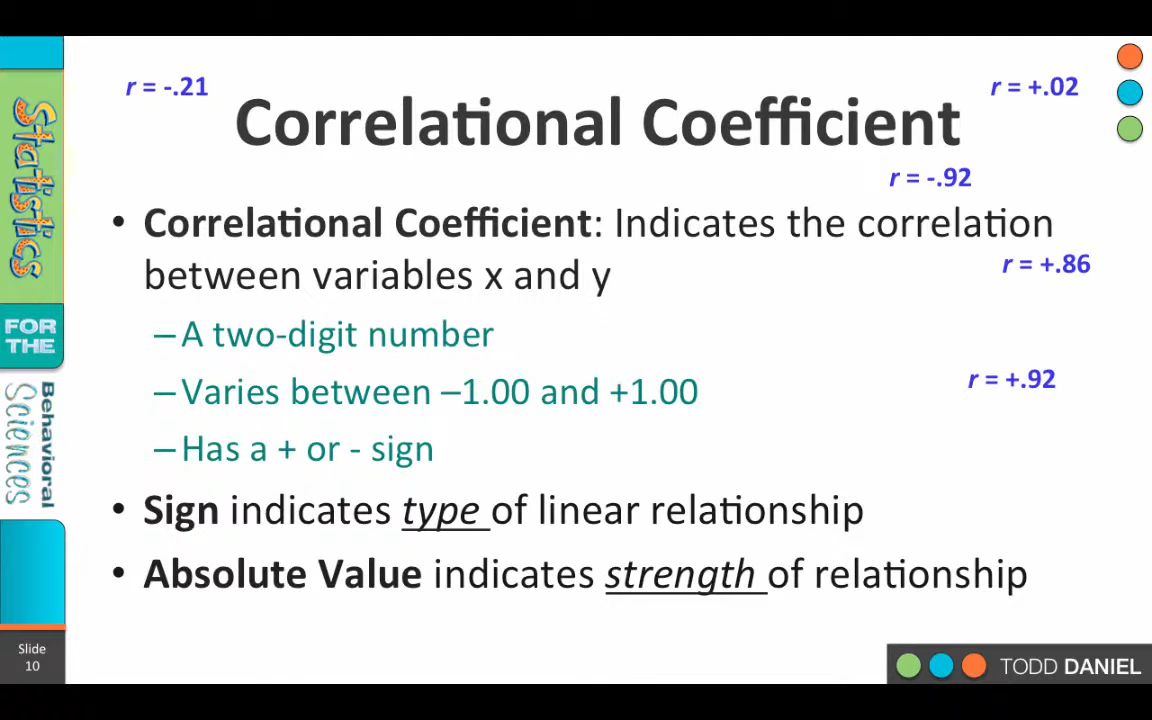 r = -.21
r = +.02
Correlational Coefficient
r = -.92
• Correlational Coefficient: Indicates the correlation
between variables x and y
r = +.86
–A two-digit number
–Varies between –1.00 and +1.00
r = +.92
–Has a + or - sign
• Sign indicates type of linear relationship
• Absolute Value indicates strength of relationship
Statistics
FOR
THE
Behavioral
Sciences
Slide
10
TODD DANIEL